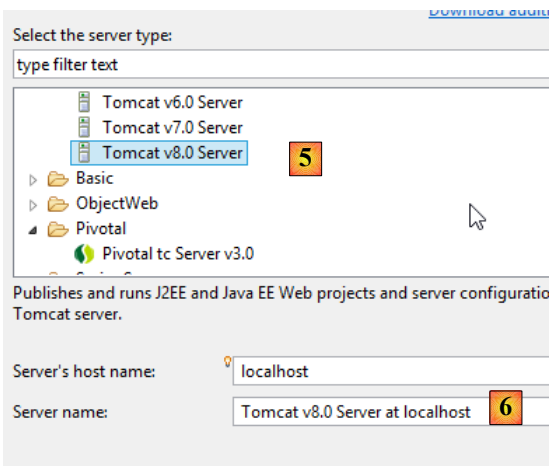 Download additi
Select the server type:
type filter text
Tomcat v6.0 Server
Tomcat v7.0 Server
Tomcat v8.0 Server
5
Basic
ObjectWeb
Pivotal
Pivotal tc Server v3.0
Publishes and runs J2EE and Java EE Web projects and server configuratio
Tomcat server.
Server's host name:
localhost
Server name:
Tomcat v8.0 Server at localhost
6